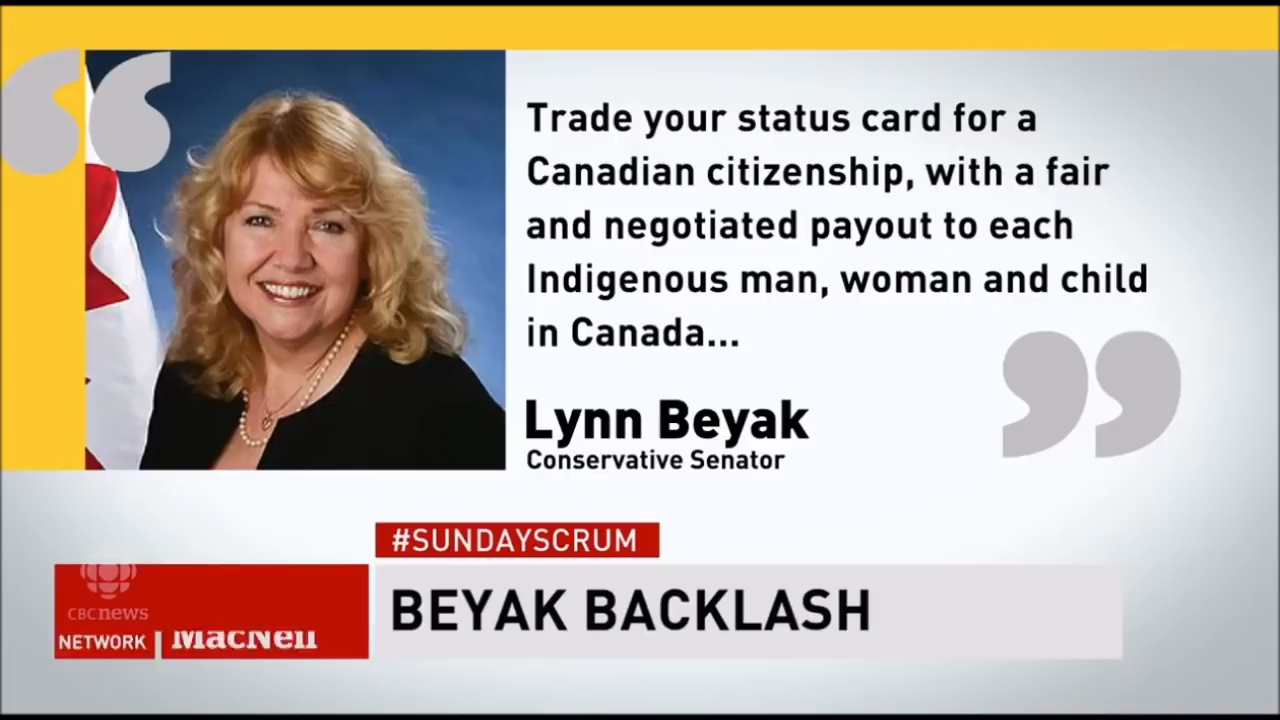 Trade your status card for a
Canadian citizenship, with a fair
and negotiated payout to each
Indigenous man, woman and child
in Canada...
Lynn Beyak
Conservative Senator
#SUNDAYSCRUM
BEYAK BACKLASH
CBCnews
NETWORK
MacNeil